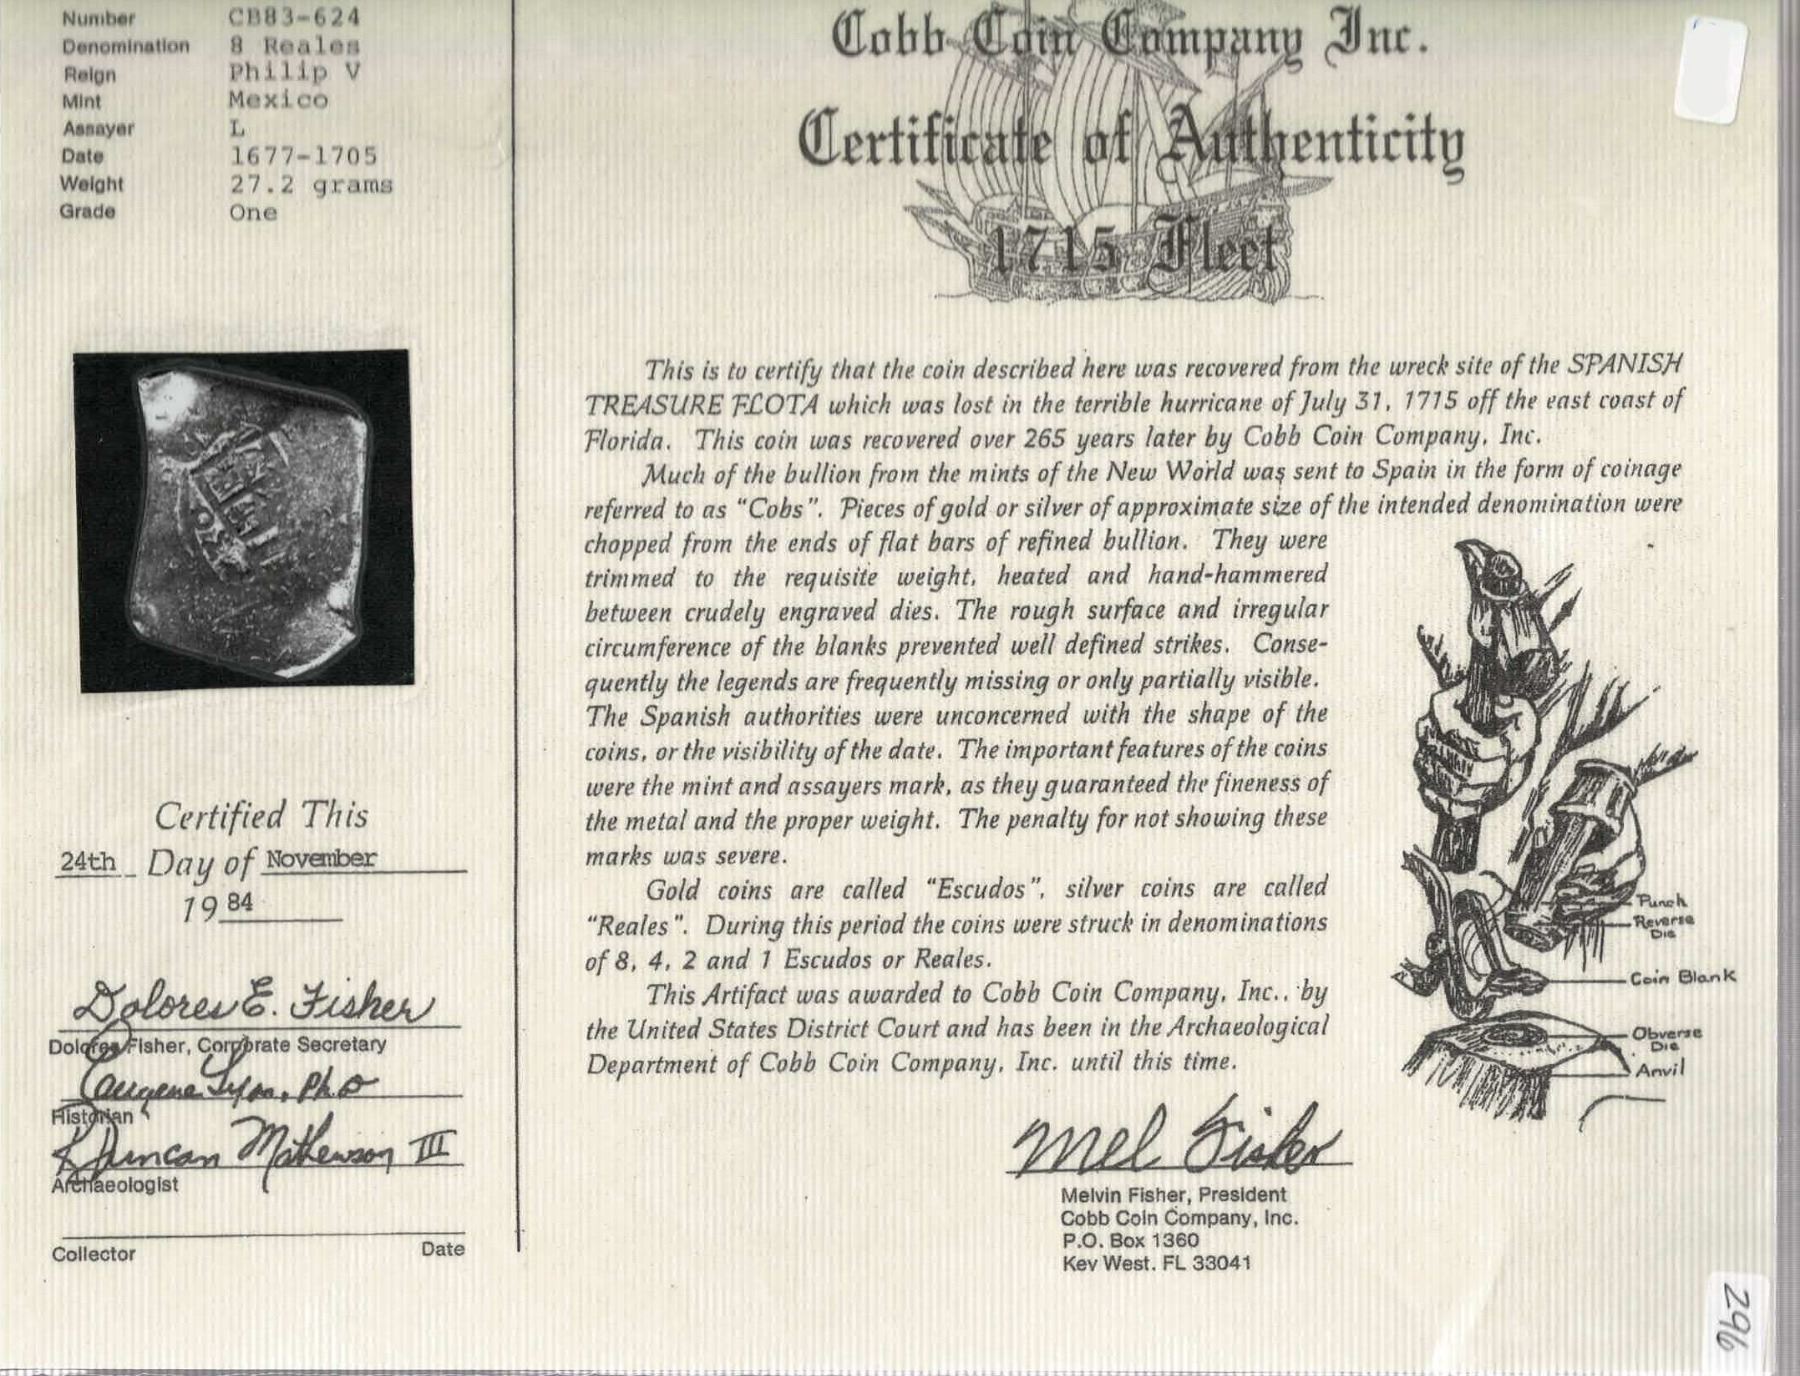 Number CB83-624
Denomination 8 Reales
Reign Philip V
Mint Mexico
Assayer L
Date 1677-1705
Weight 27.2 grams
Grade One
Certified This
24th Day of November
19 84
Dolores E. Fisher
Dolores Fisher, Corporate Secretary
Eugene Lyon, Ph.D
Historian
R Duncan Mathewson III
Archaeologist
Collector Date
Cobb Coin Company Inc.
Certificate of Authenticity
1715 Fleet
This is to certify that the coin described here was recovered from the wreck site of the SPANISH
TREASURE FLOTA which was lost in the terrible hurricane of July 31, 1715 off the east coast of
Florida. This coin was recovered over 265 years later by Cobb Coin Company, Inc.
Much of the bullion from the mints of the New World was sent to Spain in the form of coinage
referred to as “Cobs”. Pieces of gold or silver of approximate size of the intended denomination were
chopped from the ends of flat bars of refined bullion. They were
trimmed to the requisite weight, heated and hand-hammered
between crudely engraved dies. The rough surface and irregular
circumference of the blanks prevented well defined strikes. Conse-
quently the legends are frequently missing or only partially visible.
The Spanish authorities were unconcerned with the shape of the
coins, or the visibility of the date. The important features of the coins
were the mint and assayers mark, as they guaranteed the fineness of
the metal and the proper weight. The penalty for not showing these
marks was severe.
Gold coins are called “Escudos”, silver coins are called
“Reales”. During this period the coins were struck in denominations
of 8, 4, 2 and 1 Escudos or Reales.
This Artifact was awarded to Cobb Coin Company, Inc., by
the United States District Court and has been in the Archaeological
Department of Cobb Coin Company, Inc. until this time.
Punch
Reverse
Die
Coin Blank
Obverse
Die
Anvil
Mel Fisher
Melvin Fisher, President
Cobb Coin Company, Inc.
P.O. Box 1360
Key West, FL 33041
296